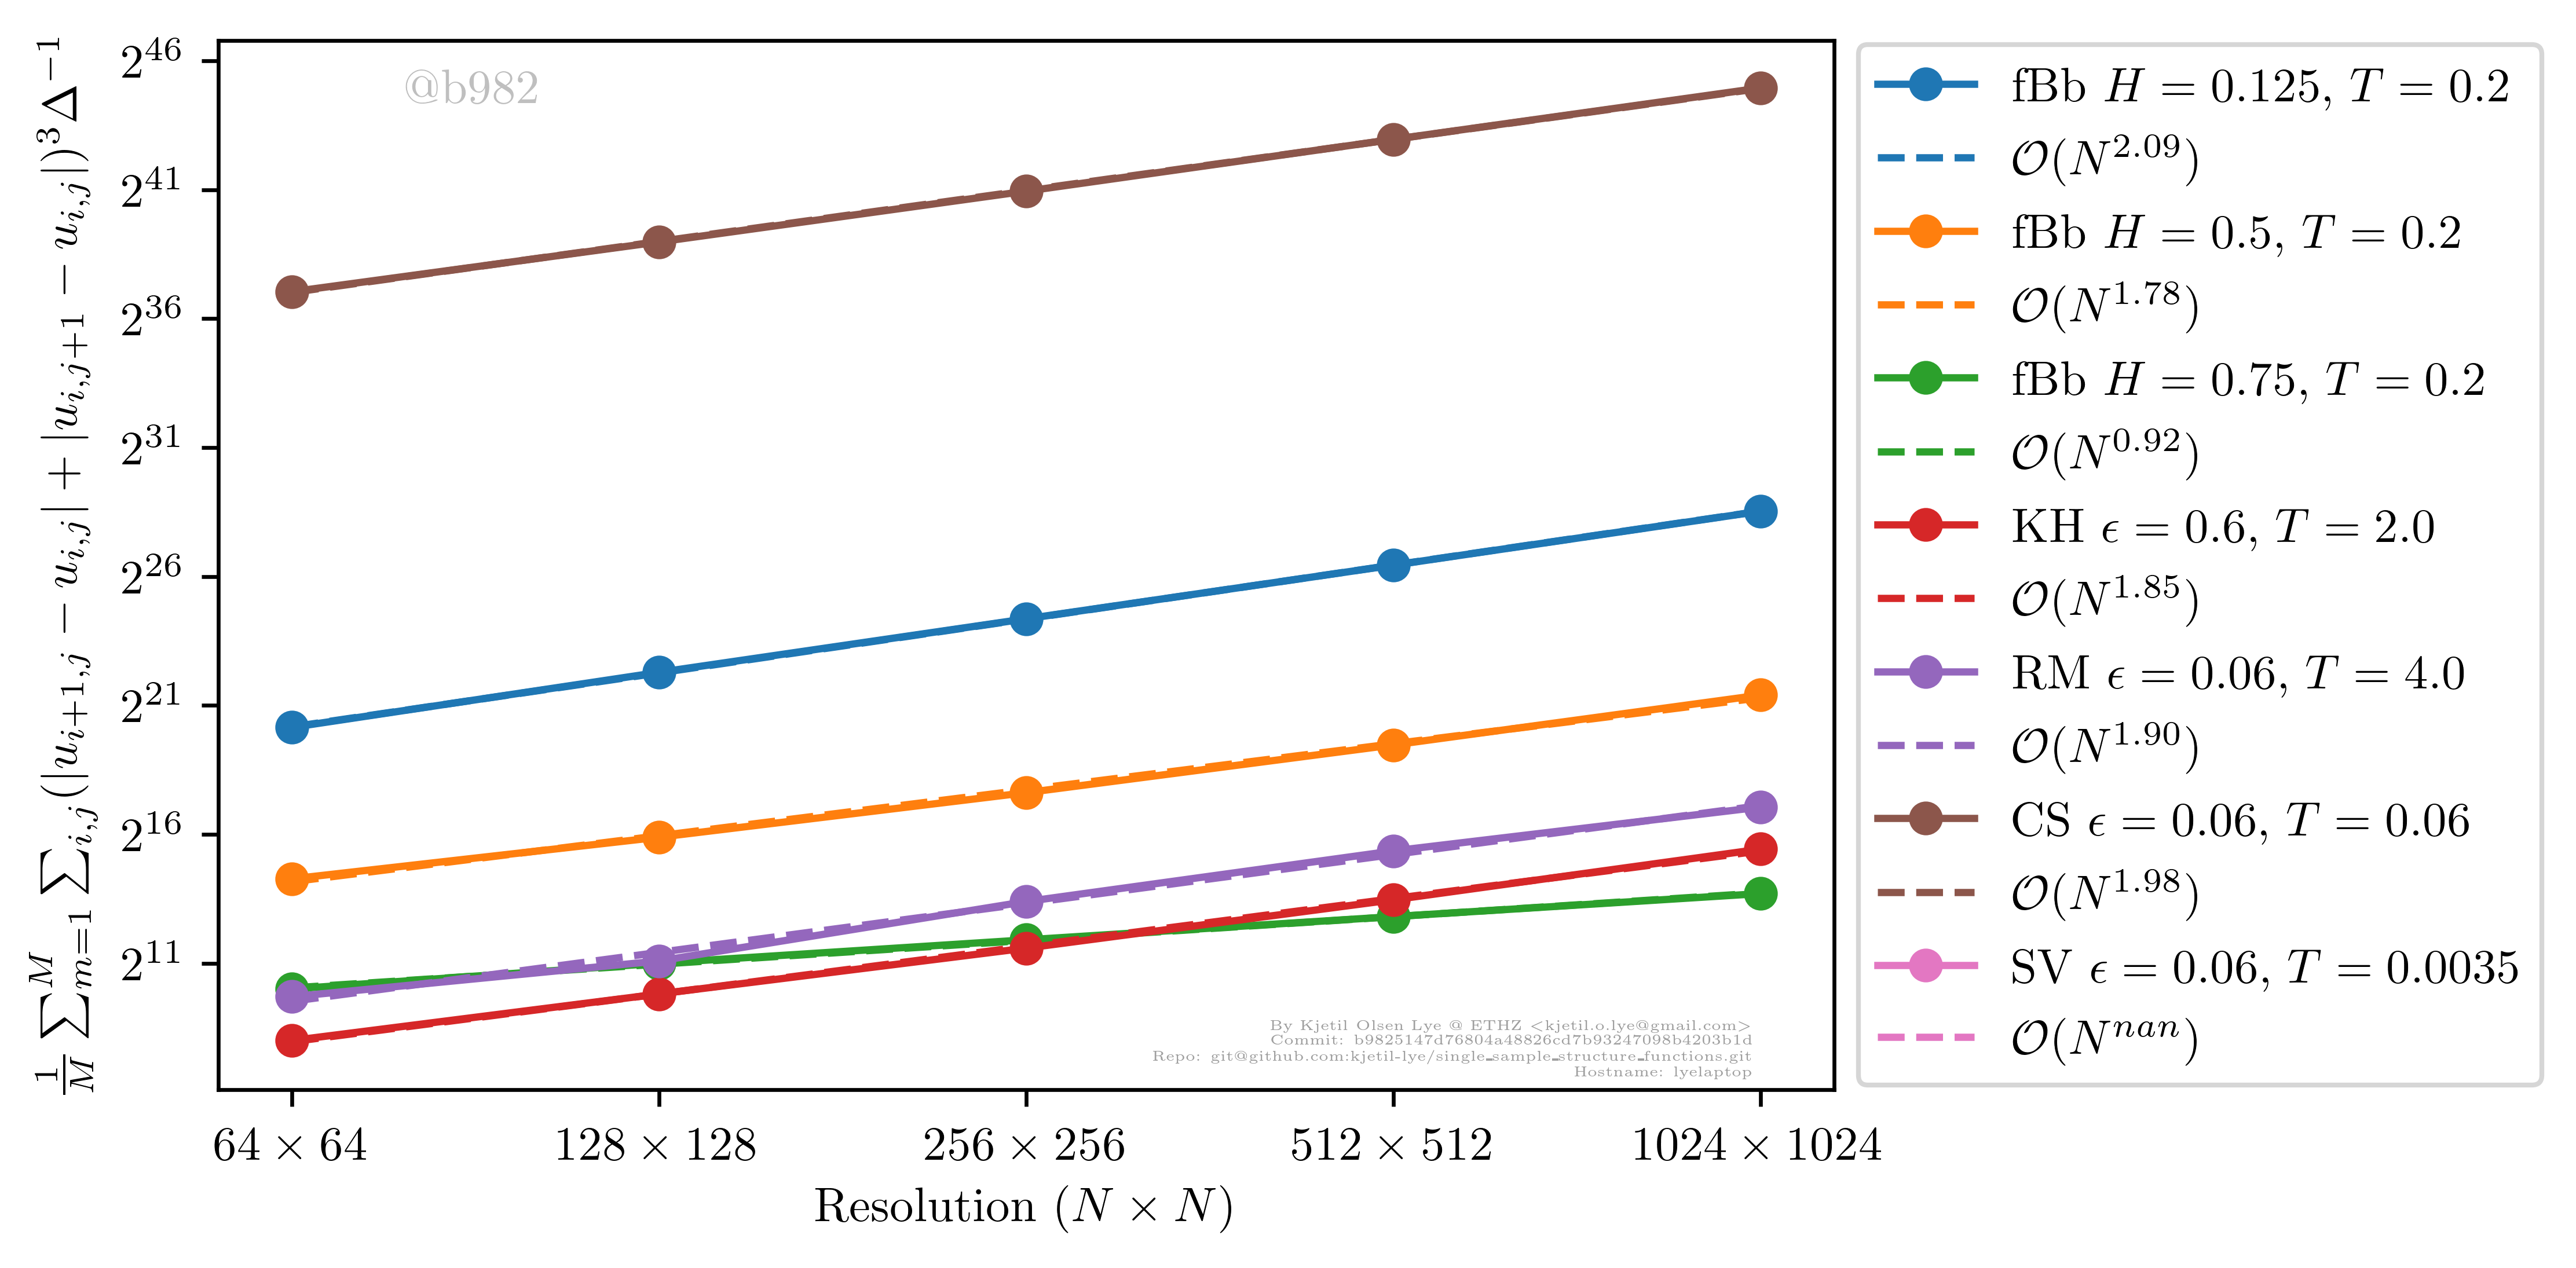 @b982
2^46
2^41
2^36
2^31
2^26
2^21
2^16
2^11
\frac{1}{M} \sum_{m=1}^{M} \sum_{i,j} (|u_{i+1,j} − u_{i,j}| + |u_{i,j+1} − u_{i,j}|)^3 Δ^{−1}
By Kjetil Olsen Lye @ ETHZ <kjetil.o.lye@gmail.com>
Commit: b9825147d76804a48826cd7b93247098b4203b1d
Repo: git@github.com:kjetil-lye/single_sample_structure_functions.git
Hostname: lyelaptop
64 × 64
128 × 128
256 × 256
512 × 512
1024 × 1024
Resolution (N × N)
fBb H = 0.125, T = 0.2
𝒪(N^{2.09})
fBb H = 0.5, T = 0.2
𝒪(N^{1.78})
fBb H = 0.75, T = 0.2
𝒪(N^{0.92})
KH ϵ = 0.6, T = 2.0
𝒪(N^{1.85})
RM ϵ = 0.06, T = 4.0
𝒪(N^{1.90})
CS ϵ = 0.06, T = 0.06
𝒪(N^{1.98})
SV ϵ = 0.06, T = 0.0035
𝒪(N^{nan})